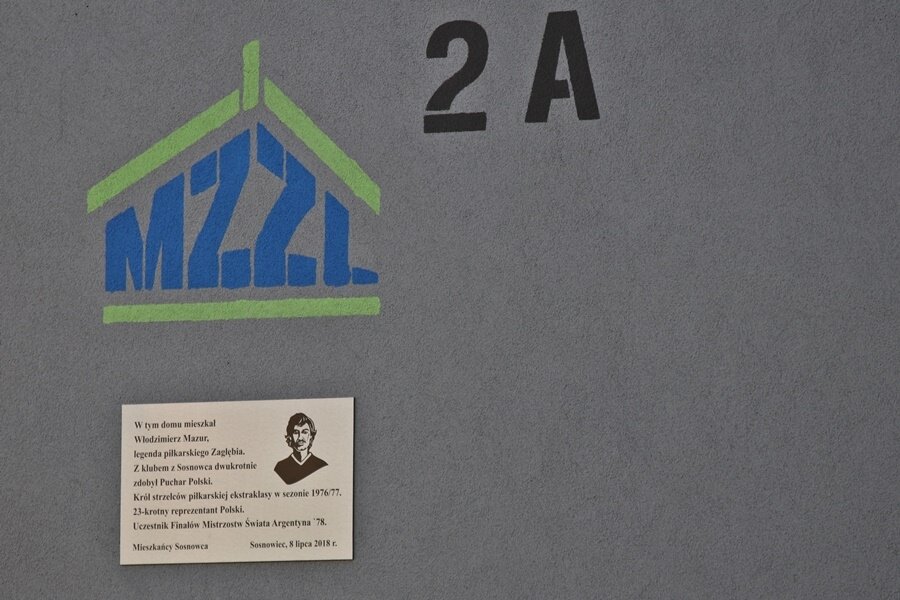 2A
MZZL
W tym domu mieszkał
Włodzimierz Mazur,
legenda piłkarskiego Zagłębia.
Z klubem z Sosnowca dwukrotnie
zdobył Puchar Polski.
Król strzelców piłkarskiej ekstraklasy w sezonie 1976/77.
23-krotny reprezentant Polski.
Uczestnik Finałów Mistrzostw Świata Argentyna `78.
Mieszkańcy Sosnowca Sosnowiec, 8 lipca 2018 r.